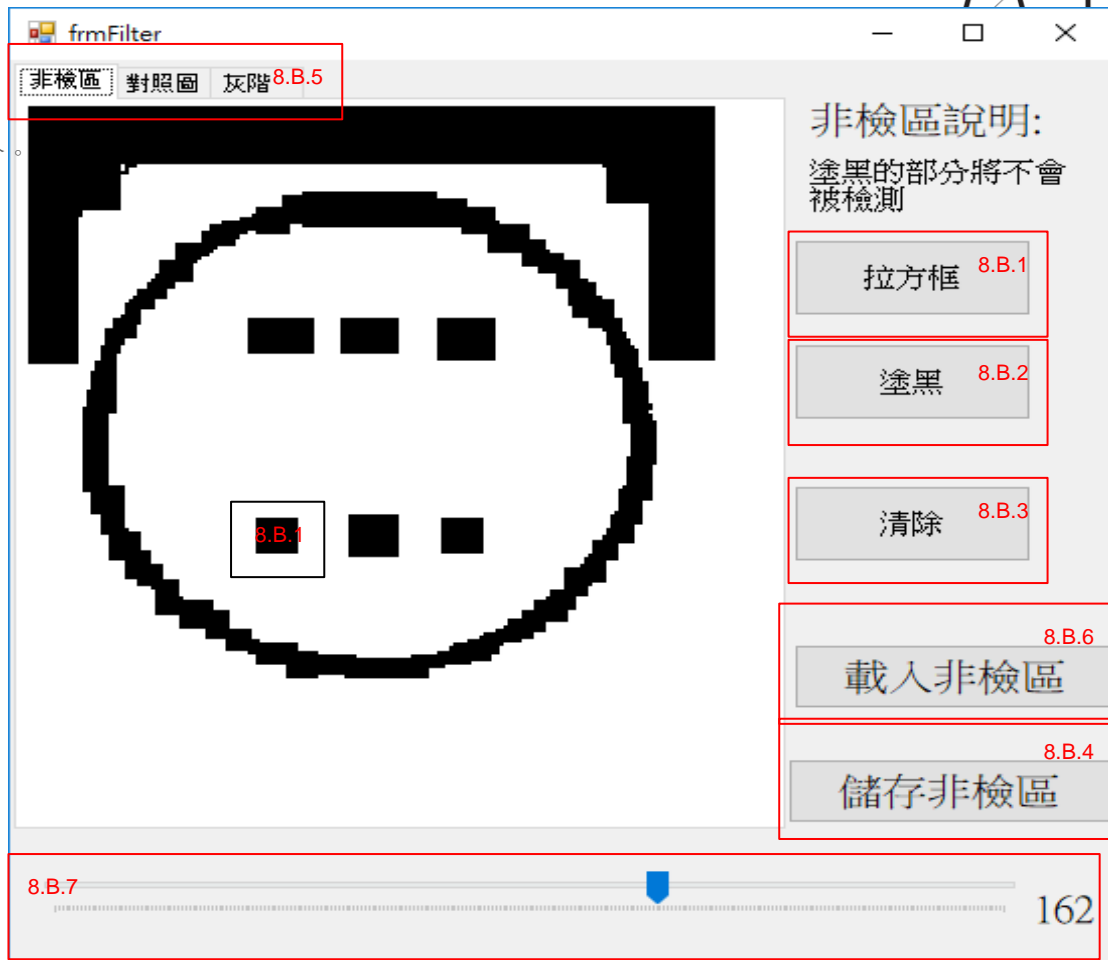 frmFilter
非檢區 對照圖 灰階 8.B.5
非檢區說明:
塗黑的部分將不會
被檢測
拉方框 8.B.1
塗黑 8.B.2
清除 8.B.3
8.B.1
8.B.6
載入非檢區
8.B.4
儲存非檢區
8.B.7
162